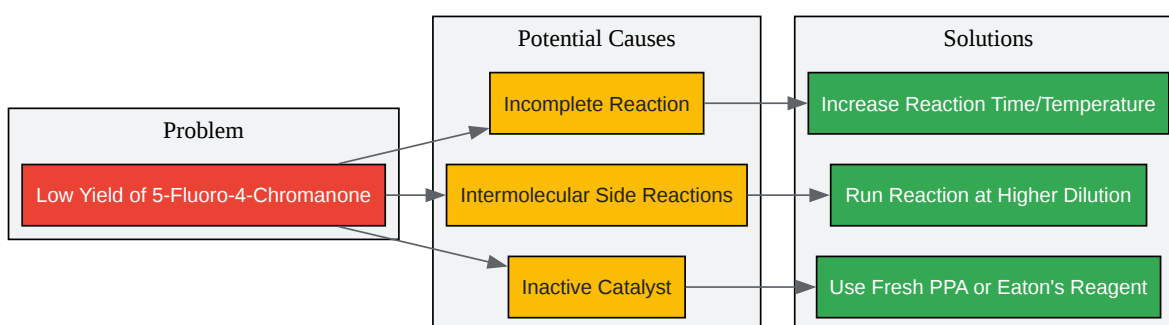 Problem
Low Yield of 5-Fluoro-4-Chromanone
Potential Causes
Incomplete Reaction
Intermolecular Side Reactions
Inactive Catalyst
Solutions
Increase Reaction Time/Temperature
Run Reaction at Higher Dilution
Use Fresh PPA or Eaton's Reagent